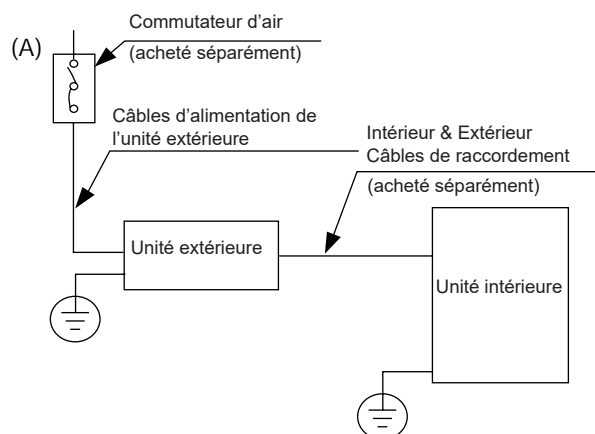 (A)
Commutateur d’air
(acheté séparément)
Câbles d’alimentation de
l’unité extérieure
Intérieur & Extérieur
Câbles de raccordement
(acheté séparément)
Unité extérieure
Unité intérieure